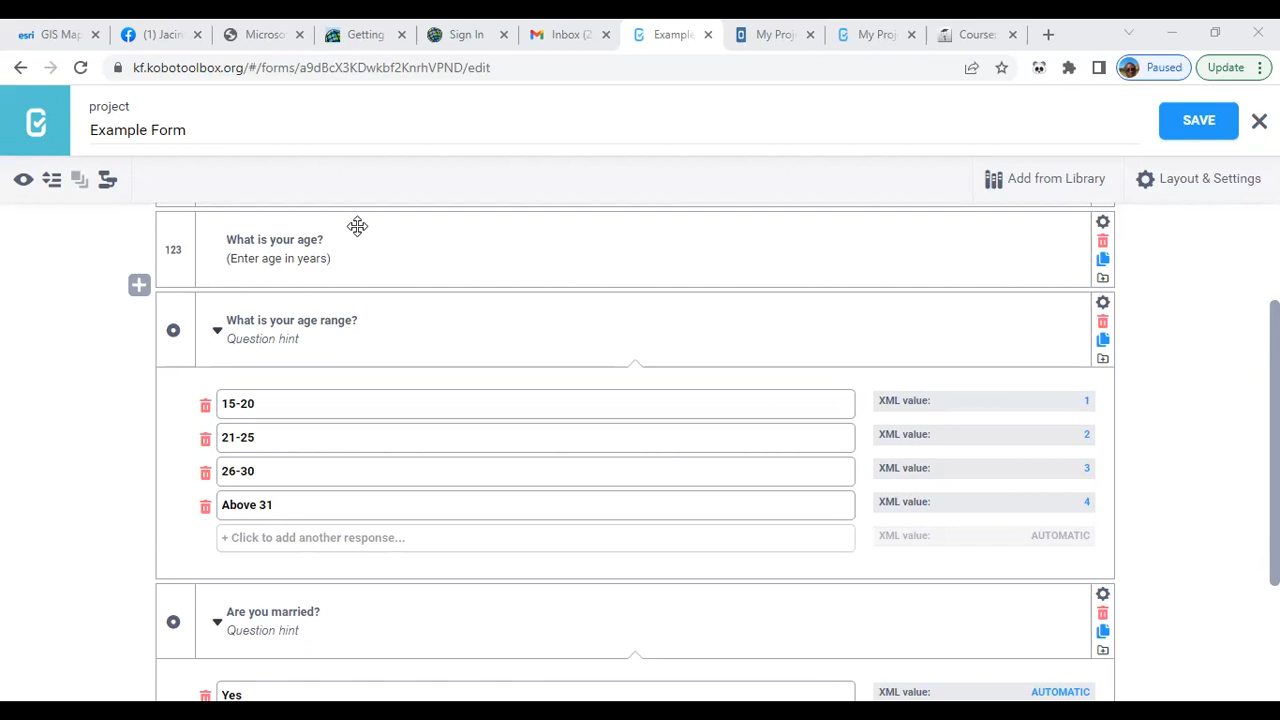 esri GIS Map
(1) Jacin
Microso
Getting
Sign In
Inbox (2
Example
My Proj
My Proj
Course
kf.kobotoolbox.org/#/forms/a9dBcX3KDwkbf2KnrhVPND/edit
Paused
Update
project
Example Form
SAVE
Add from Library
Layout & Settings
123
What is your age?
(Enter age in years)
What is your age range?
Question hint
15-20
XML value: 1
21-25
XML value: 2
26-30
XML value: 3
Above 31
XML value: 4
+ Click to add another response...
XML value: AUTOMATIC
Are you married?
Question hint
Yes
XML value: AUTOMATIC